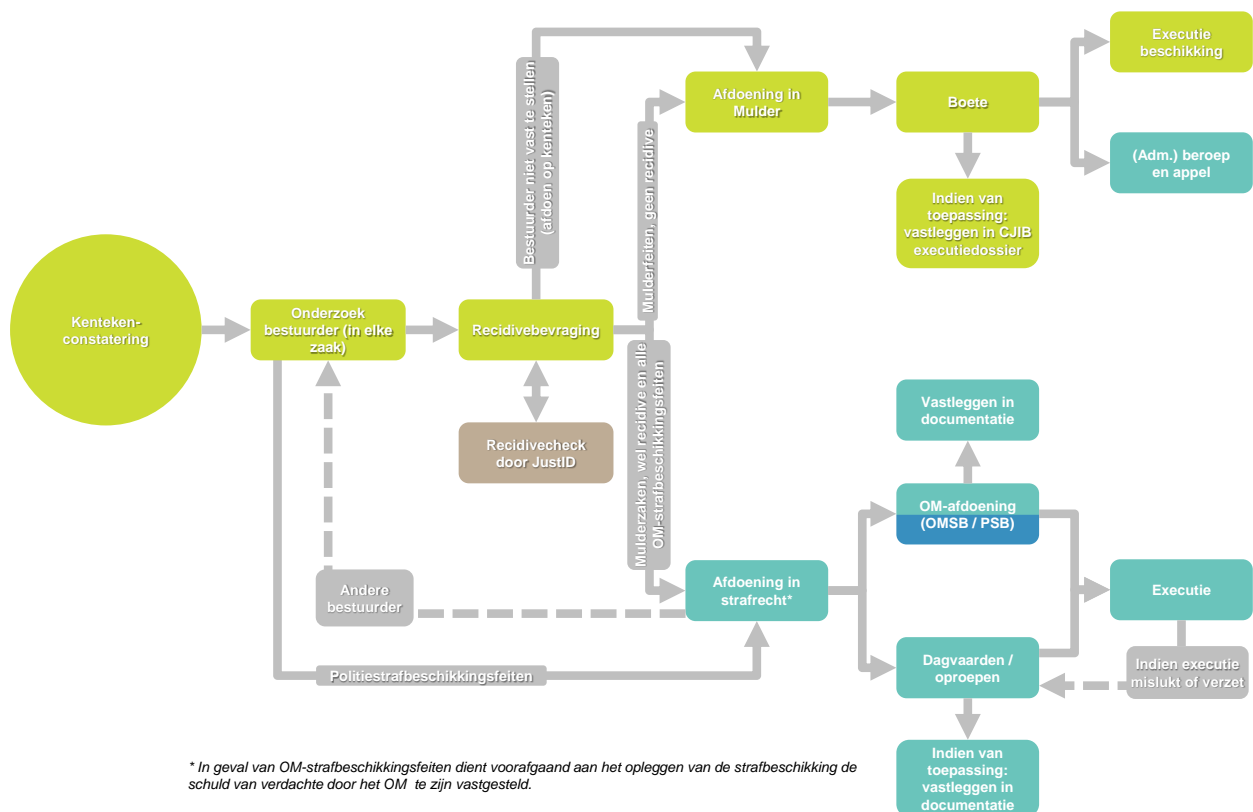 Executie
beschikking
Bestuurder niet vast te stellen
(afdoen op kenteken)
Afdoening in
Mulder
Boete
(Adm.) beroep
en appel
Mulderfeiten, geen recidive
Indien van
toepassing:
vastleggen in CJIB
executiedossier
Kenteken-
constatering
Onderzoek
bestuurder (in elke
zaak)
Recidivebevraging
Mulderzaken, wel recidive en alle
OM-strafbeschikkingsfeiten
Recidivecheck
door JustID
Vastleggen in
documentatie
OM-afdoening
(OMSB / PSB)
Andere
bestuurder
Afdoening in
strafrecht*
Executie
Politiestrafbeschikkingsfeiten
Dagvaarden /
oproepen
Indien executie
mislukt of verzet
Indien van
toepassing:
vastleggen in
documentatie
* In geval van OM-strafbeschikkingsfeiten dient voorafgaand aan het opleggen van de strafbeschikking de
schuld van verdachte door het OM te zijn vastgesteld.